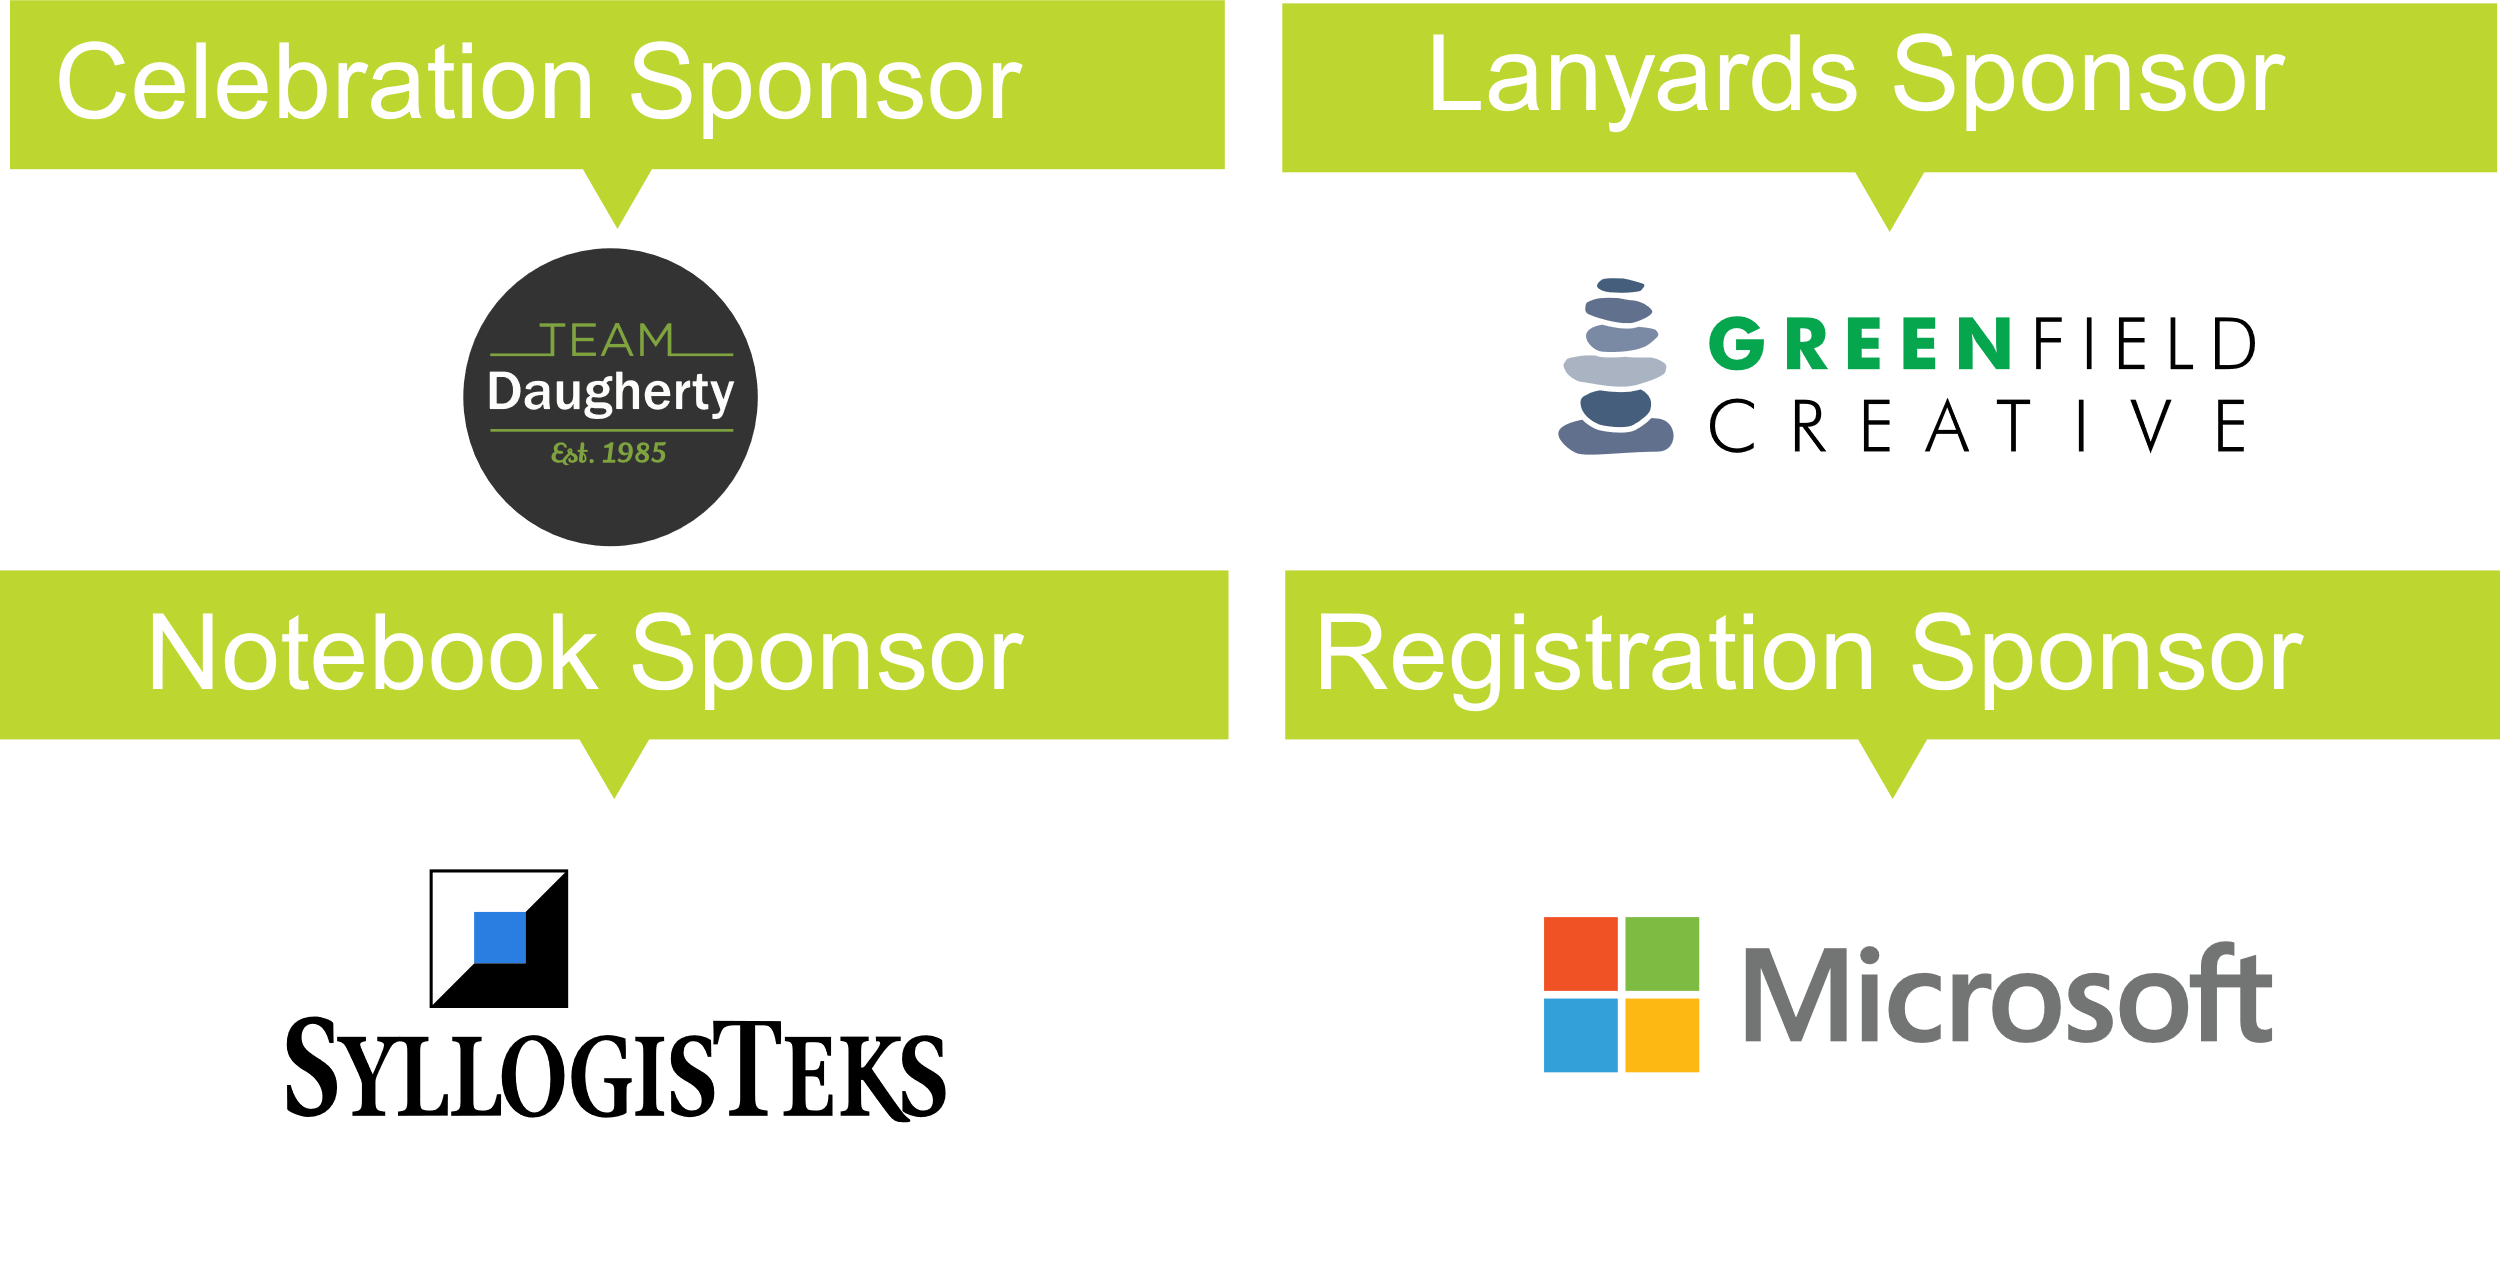 Celebration Sponsor
Lanyards Sponsor
TEAM
Daugherty
Est. 1985
GREENFIELD
CREATIVE
Notebook Sponsor
Registration Sponsor
SYLLOGISTEKS
Microsoft